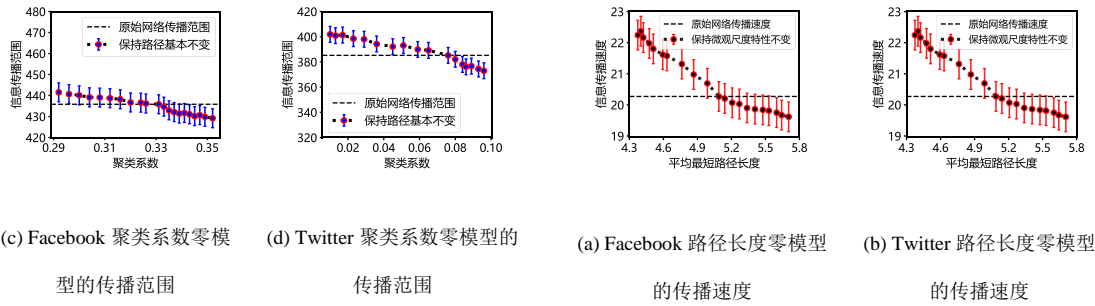 480
470
460
450
440
430
420
信息传播范围
原始网络传播范围
保持路径基本不变
0.29
0.31
0.33
0.35
聚类系数
420
400
380
360
340
320
信息传播范围
原始网络传播范围
保持路径基本不变
0.02
0.04
0.06
0.08
0.10
聚类系数
23
22
21
20
19
信息传播速度
原始网络传播速度
保持微观尺度特性不变
4.3
4.6
4.9
5.2
5.5
5.8
平均最短路径长度
23
22
21
20
19
信息传播速度
原始网络传播速度
保持微观尺度特性不变
4.3
4.6
4.9
5.2
5.5
5.8
平均最短路径长度
(c) Facebook 聚类系数零模
型的传播范围
(d) Twitter 聚类系数零模型的
传播范围
(a) Facebook 路径长度零模型
的传播速度
(b) Twitter 路径长度零模型
的传播速度